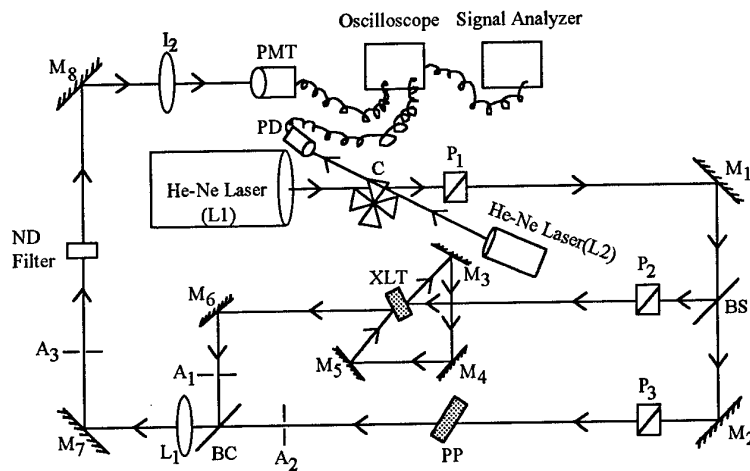 Oscilloscope Signal Analyzer
L2
M8
PMT
PD
C
P1
M1
He-Ne Laser
(L1)
He-Ne Laser(L2)
ND
Filter
XLT
M3
P2
M6
BS
A3
A1
M5
M4
P3
M7
L1
BC
A2
PP
M2